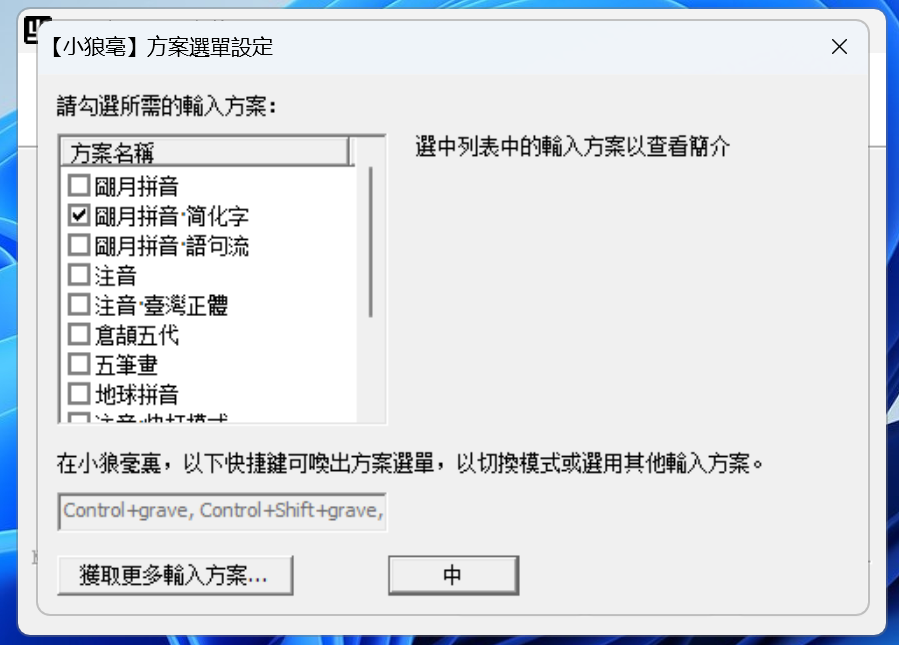 【小狼毫】方案選單設定
請勾選所需的輸入方案：
方案名稱
選中列表中的輸入方案以查看簡介
朙月拼音
朙月拼音·简化字
朙月拼音·語句流
注音
注音·臺灣正體
倉頡五代
五筆畫
地球拼音
在小狼毫裏，以下快捷鍵可喚出方案選單，以切換模式或選用其他輸入方案。
Control+grave, Control+Shift+grave,
獲取更多輸入方案...
中